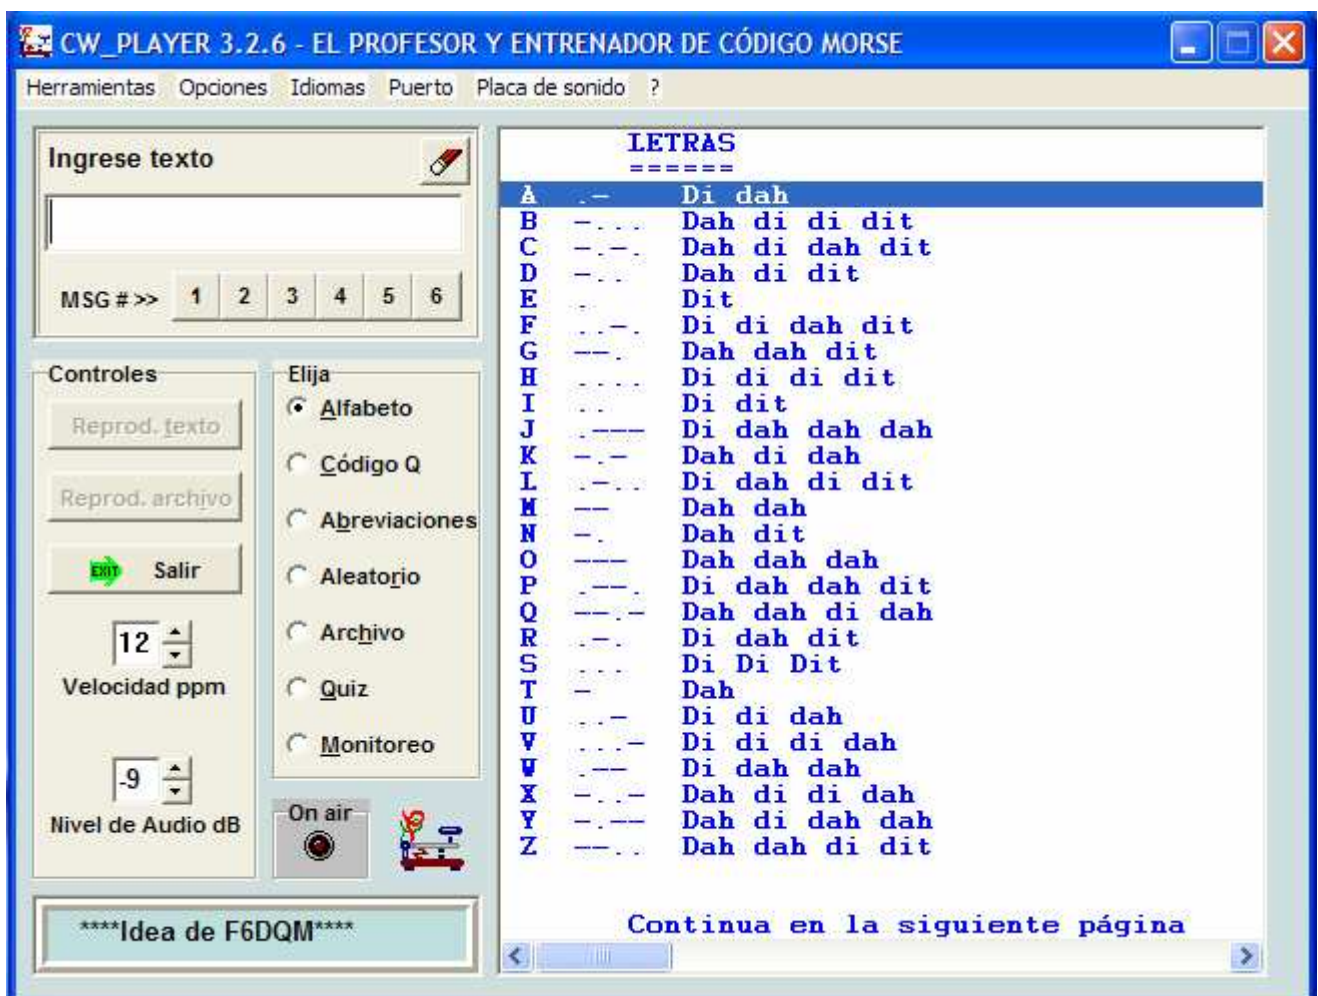 CW_PLAYER 3.2.6 - EL PROFESOR Y ENTRENADOR DE CÓDIGO MORSE
Herramientas Opciones Idiomas Puerto Placa de sonido ?
Ingrese texto
MSG # >> 1 2 3 4 5 6
Controles
Reprod. texto
Reprod. archivo
EXIT Salir
12
Velocidad ppm
-9
Nivel de Audio dB
Elija
Alfabeto
Código Q
Abreviaciones
Aleatorio
Archivo
Quiz
Monitoreo
On air
****Idea de F6DQM****
LETRAS
======
A .- Di dah
B -... Dah di di dit
C -.-. Dah di dah dit
D -.. Dah di dit
E . Dit
F ..-. Di di dah dit
G --. Dah dah dit
H .... Di di di dit
I .. Di dit
J .--- Di dah dah dah
K -.- Dah di dah
L .-.. Di dah di dit
M -- Dah dah
N -. Dah dit
O --- Dah dah dah
P .--. Di dah dah dit
Q --.- Dah dah di dah
R .-. Di dah dit
S ... Di Di Dit
T - Dah
U ..- Di di dah
V ...- Di di di dah
W .-- Di dah dah
X -..- Dah di di dah
Y -.-- Dah di dah dah
Z --.. Dah dah di dit
Continua en la siguiente página